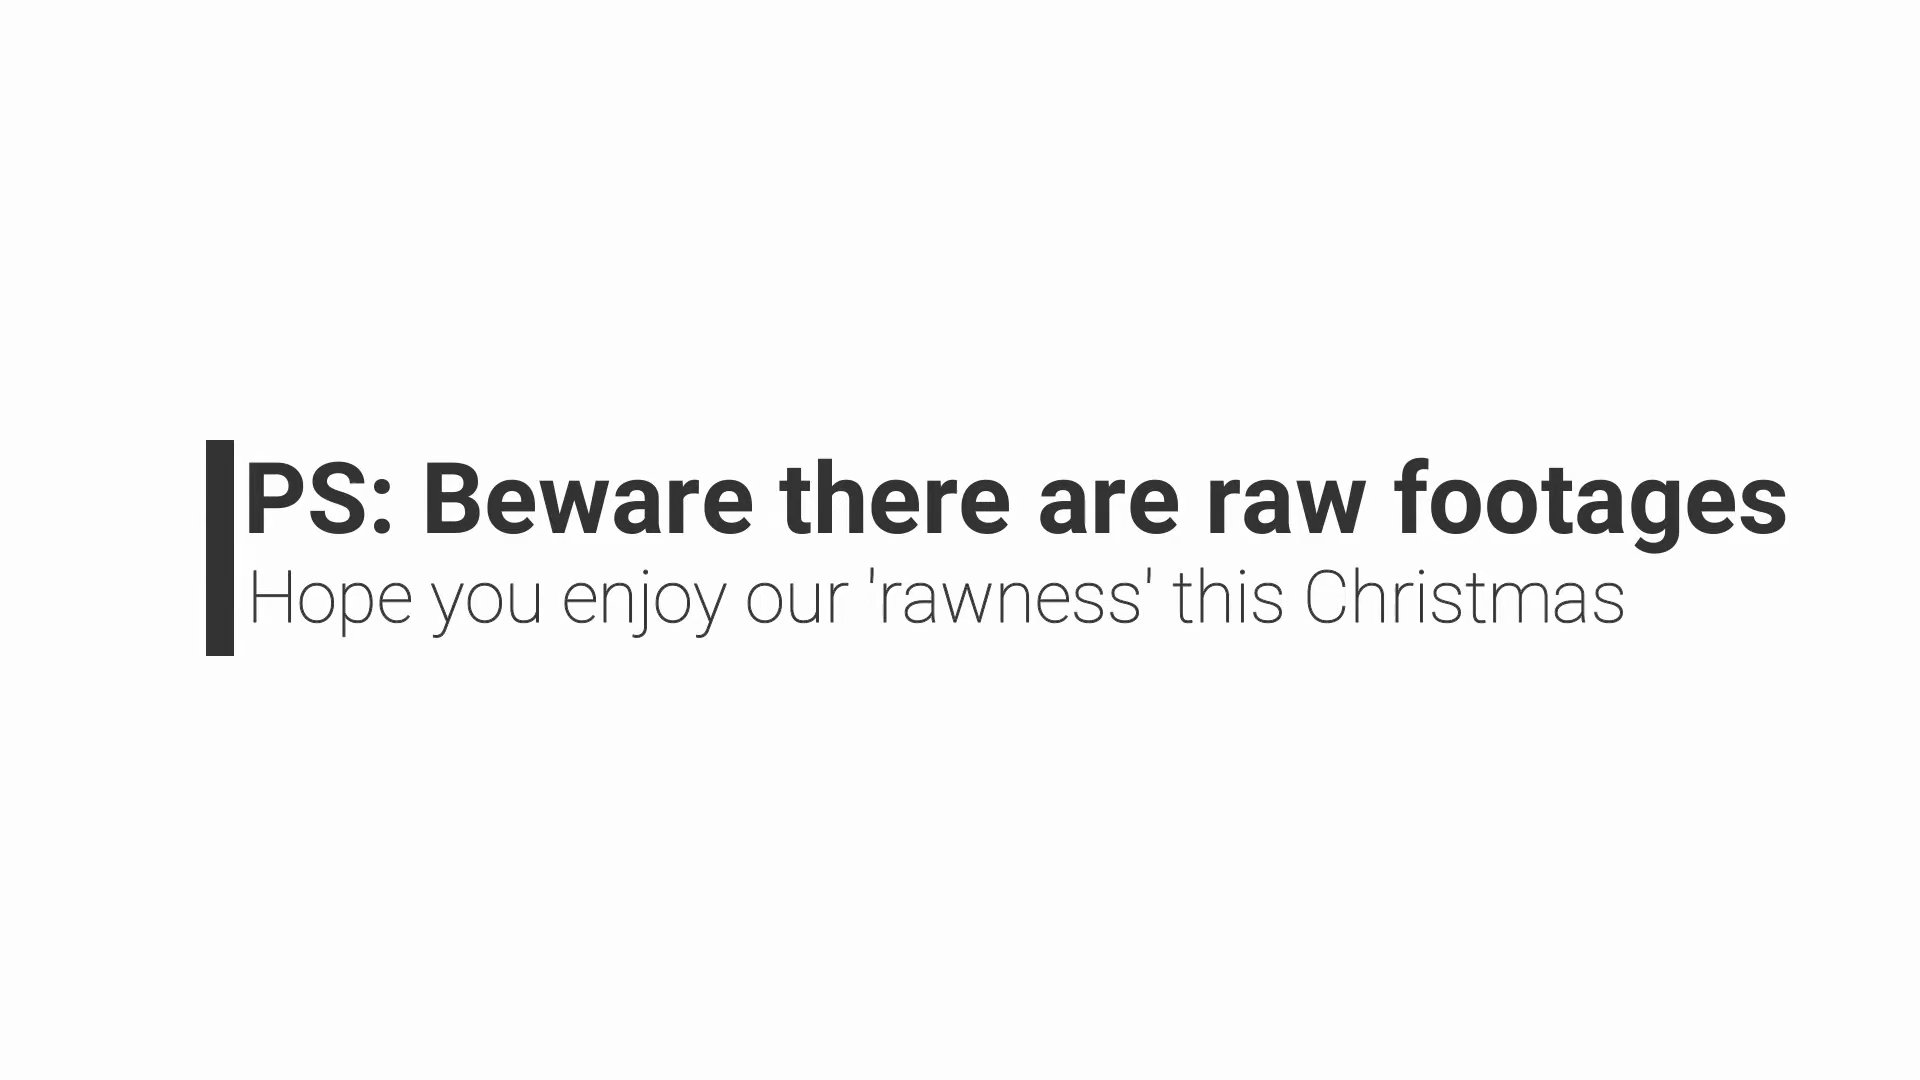 PS: Beware there are raw footages
Hope you enjoy our 'rawness' this Christmas